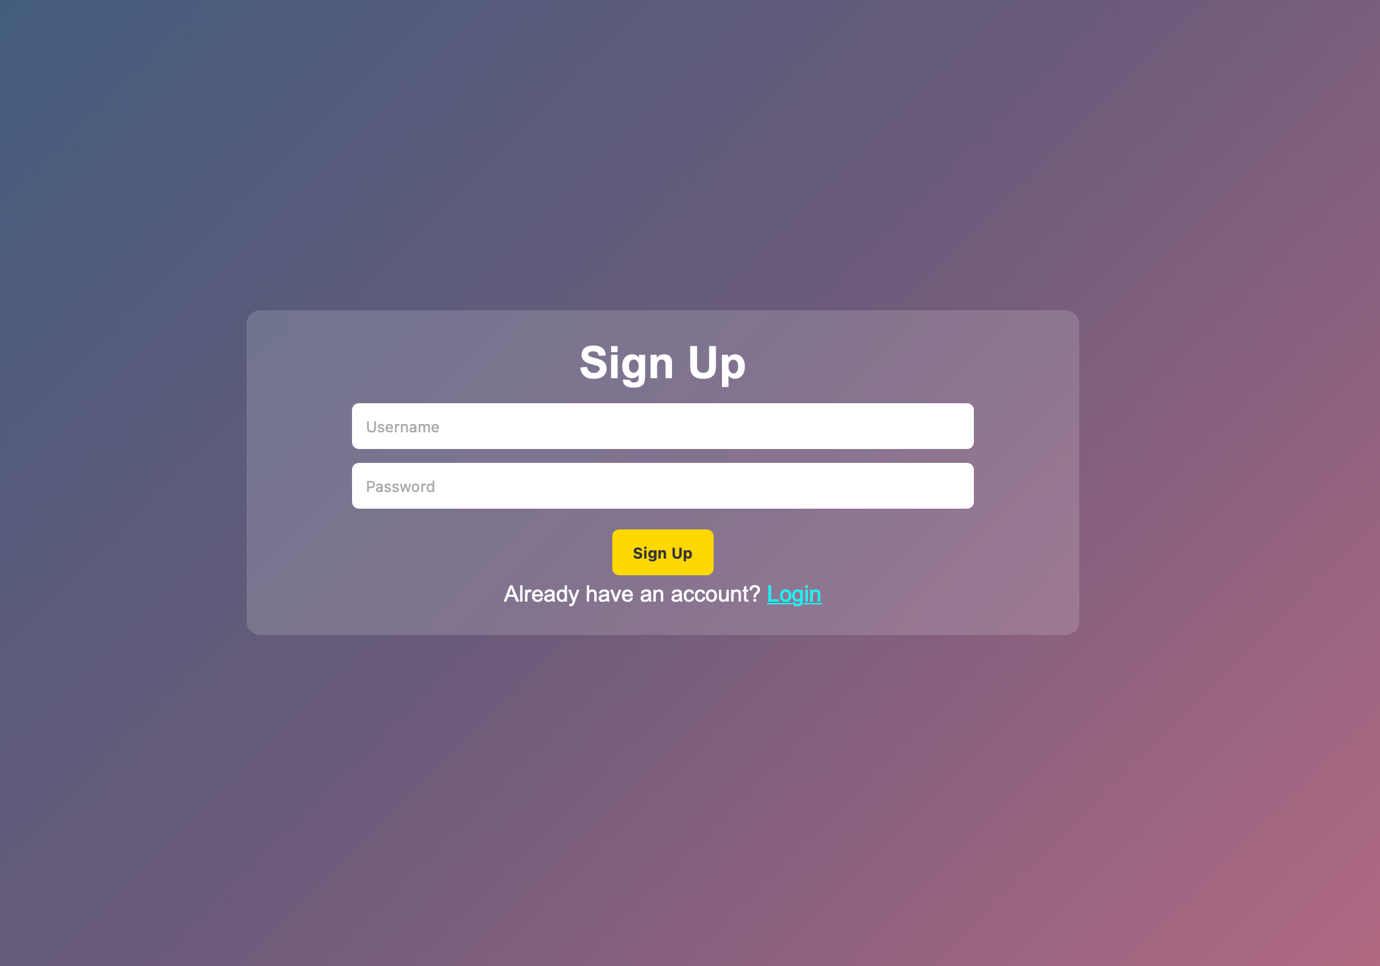 Sign Up
Username
Password
Sign Up
Already have an account? Login